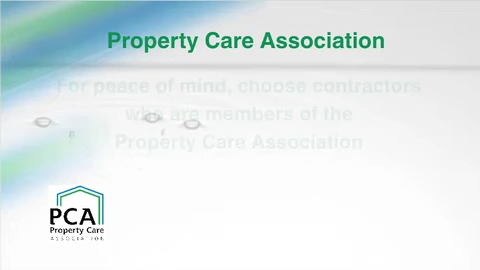 Property Care Association
For peace of mind, choose contractors
who are members of the
Property Care Association
PCA
Property Care
ASSOCIATION